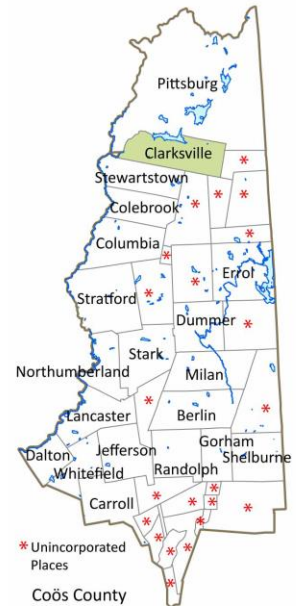 Pittsburg
Clarksville
Stewartstown
Colebrook
Columbia
Errol
Stratford
Dummer
Stark
Northumberland
Milan
Lancaster
Berlin
Gorham
Jefferson
Dalton
Shelburne
Randolph
Whitefield
Carroll
* Unincorporated
Places
Coös County